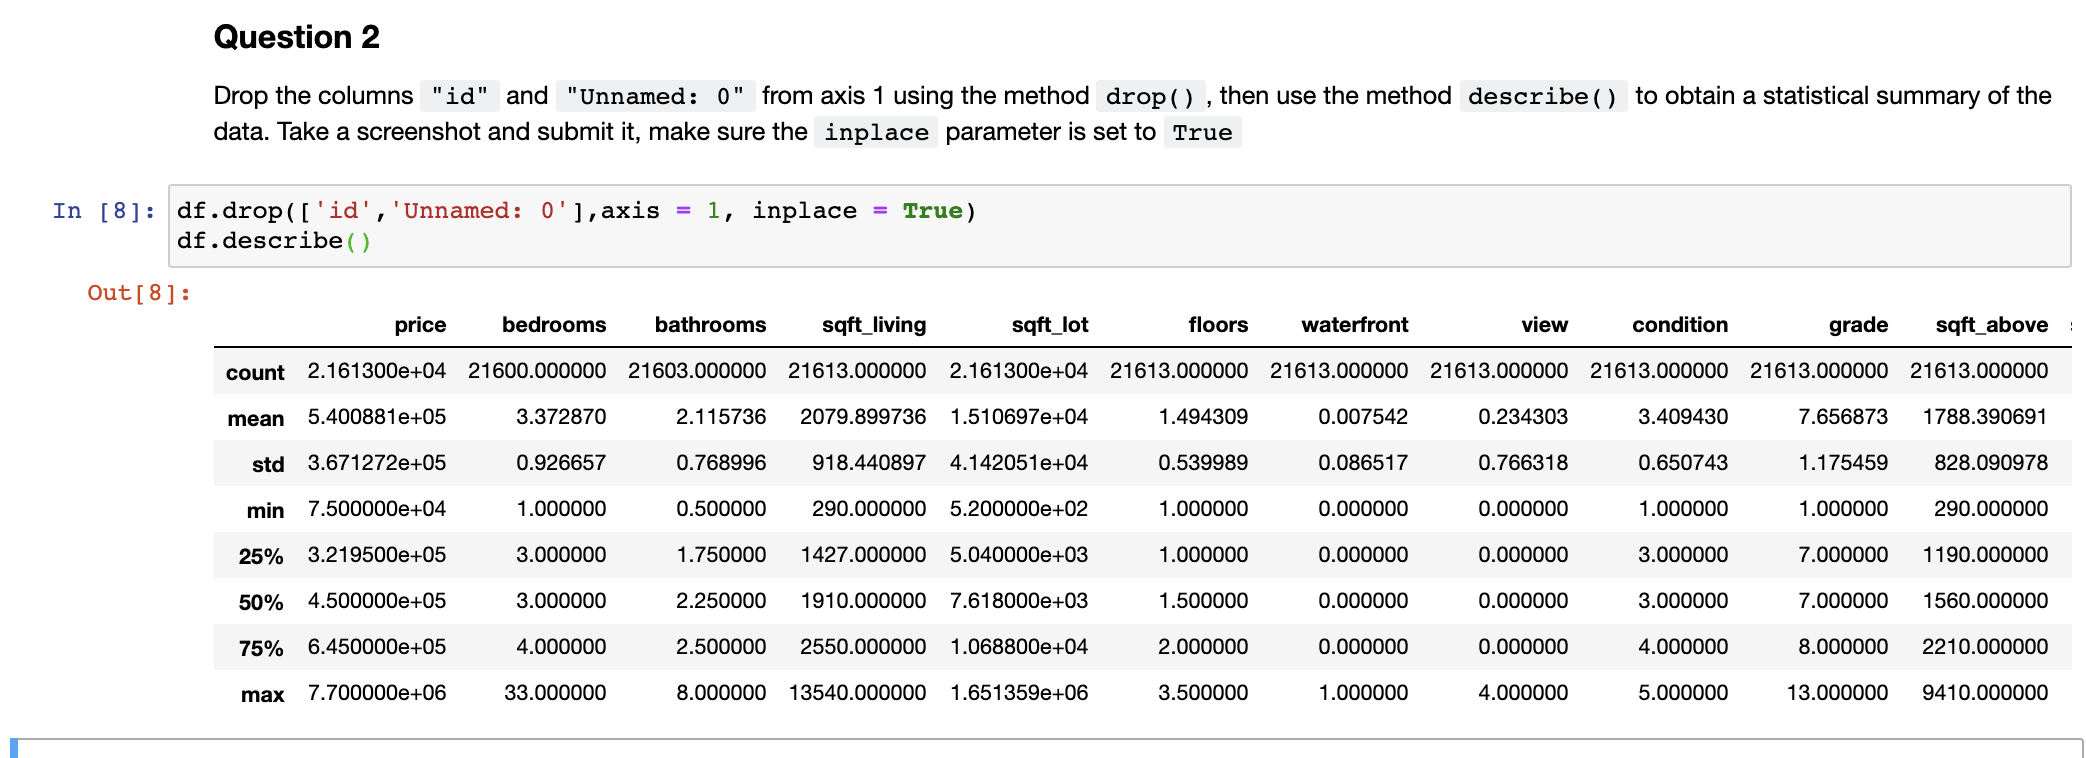 Question 2
Drop the columns "id" and "Unnamed: 0" from axis 1 using the method drop() , then use the method describe() to obtain a statistical summary of the
data. Take a screenshot and submit it, make sure the inplace parameter is set to True
In [8]: df.drop(['id','Unnamed: 0'],axis = 1, inplace = True)
df.describe()
Out[8]:
price bedrooms bathrooms sqft_living sqft_lot floors waterfront view condition grade sqft_above
count 2.161300e+04 21600.000000 21603.000000 21613.000000 2.161300e+04 21613.000000 21613.000000 21613.000000 21613.000000 21613.000000 21613.000000
mean 5.400881e+05 3.372870 2.115736 2079.899736 1.510697e+04 1.494309 0.007542 0.234303 3.409430 7.656873 1788.390691
std 3.671272e+05 0.926657 0.768996 918.440897 4.142051e+04 0.539989 0.086517 0.766318 0.650743 1.175459 828.090978
min 7.500000e+04 1.000000 0.500000 290.000000 5.200000e+02 1.000000 0.000000 0.000000 1.000000 1.000000 290.000000
25% 3.219500e+05 3.000000 1.750000 1427.000000 5.040000e+03 1.000000 0.000000 0.000000 3.000000 7.000000 1190.000000
50% 4.500000e+05 3.000000 2.250000 1910.000000 7.618000e+03 1.500000 0.000000 0.000000 3.000000 7.000000 1560.000000
75% 6.450000e+05 4.000000 2.500000 2550.000000 1.068800e+04 2.000000 0.000000 0.000000 4.000000 8.000000 2210.000000
max 7.700000e+06 33.000000 8.000000 13540.000000 1.651359e+06 3.500000 1.000000 4.000000 5.000000 13.000000 9410.000000